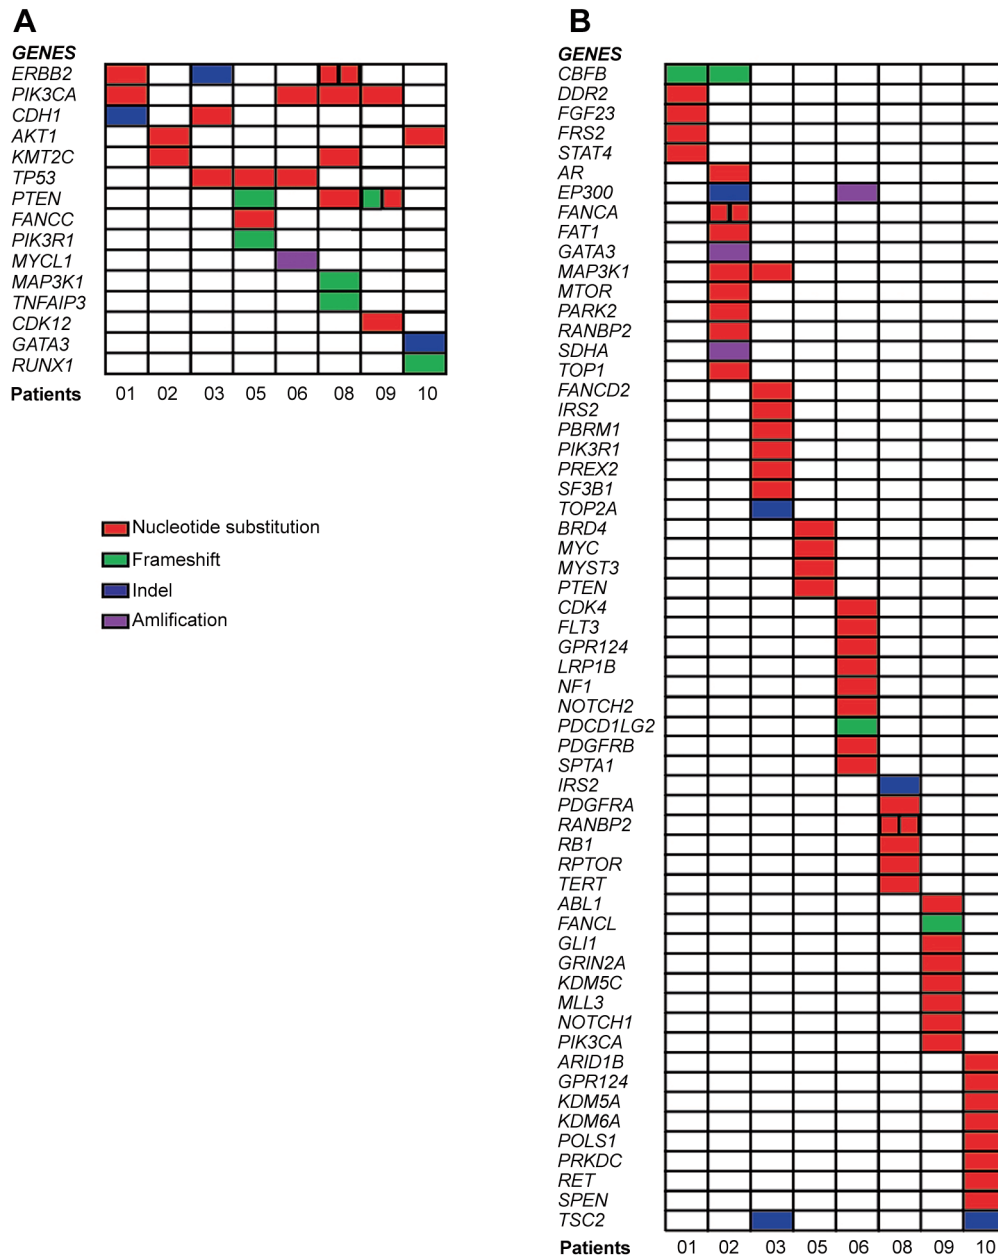 A
GENES
ERBB2
PIK3CA
CDH1
AKT1
KMT2C
TP53
PTEN
FANCC
PIK3R1
MYCL1
MAP3K1
TNFAIP3
CDK12
GATA3
RUNX1
Patients 01 02 03 05 06 08 09 10
Nucleotide substitution
Frameshift
Indel
Amlification
B
GENES
CBFB
DDR2
FGF23
FRS2
STAT4
AR
EP300
FANCA
FAT1
GATA3
MAP3K1
MTOR
PARK2
RANBP2
SDHA
TOP1
FANCD2
IRS2
PBRM1
PIK3R1
PREX2
SF3B1
TOP2A
BRD4
MYC
MYST3
PTEN
CDK4
FLT3
GPR124
LRP1B
NF1
NOTCH2
PDCD1LG2
PDGFRB
SPTA1
IRS2
PDGFRA
RANBP2
RB1
RPTOR
TERT
ABL1
FANCL
GLI1
GRIN2A
KDM5C
MLL3
NOTCH1
PIK3CA
ARID1B
GPR124
KDM5A
KDM6A
POLS1
PRKDC
RET
SPEN
TSC2
Patients 01 02 03 05 06 08 09 10